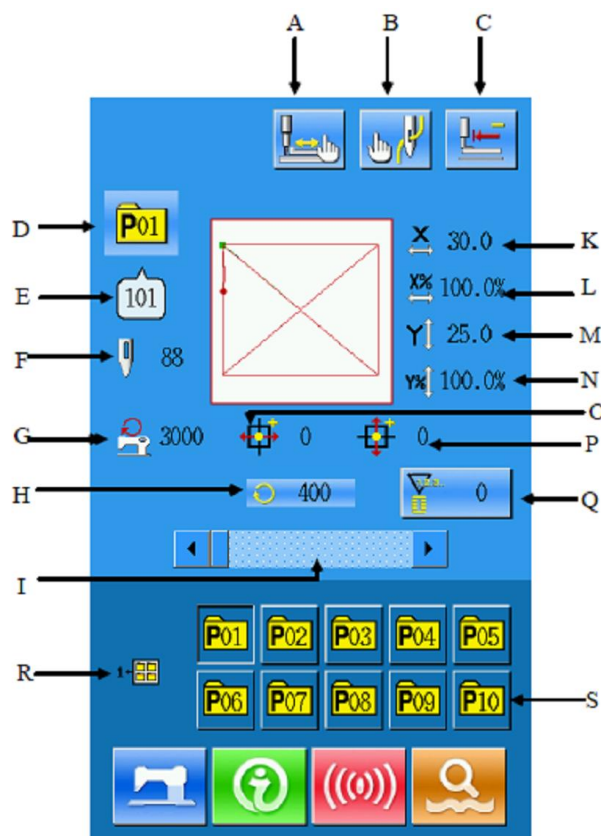 A B C
D P01 X 30.0 K
E 101 X% 100.0% L
F 88 Y 25.0 M
Y% 100.0% N
O
G 3000 0 0 P
H 400 0 Q
I
P01 P02 P03 P04 P05
R 1 P06 P07 P08 P09 P10 S